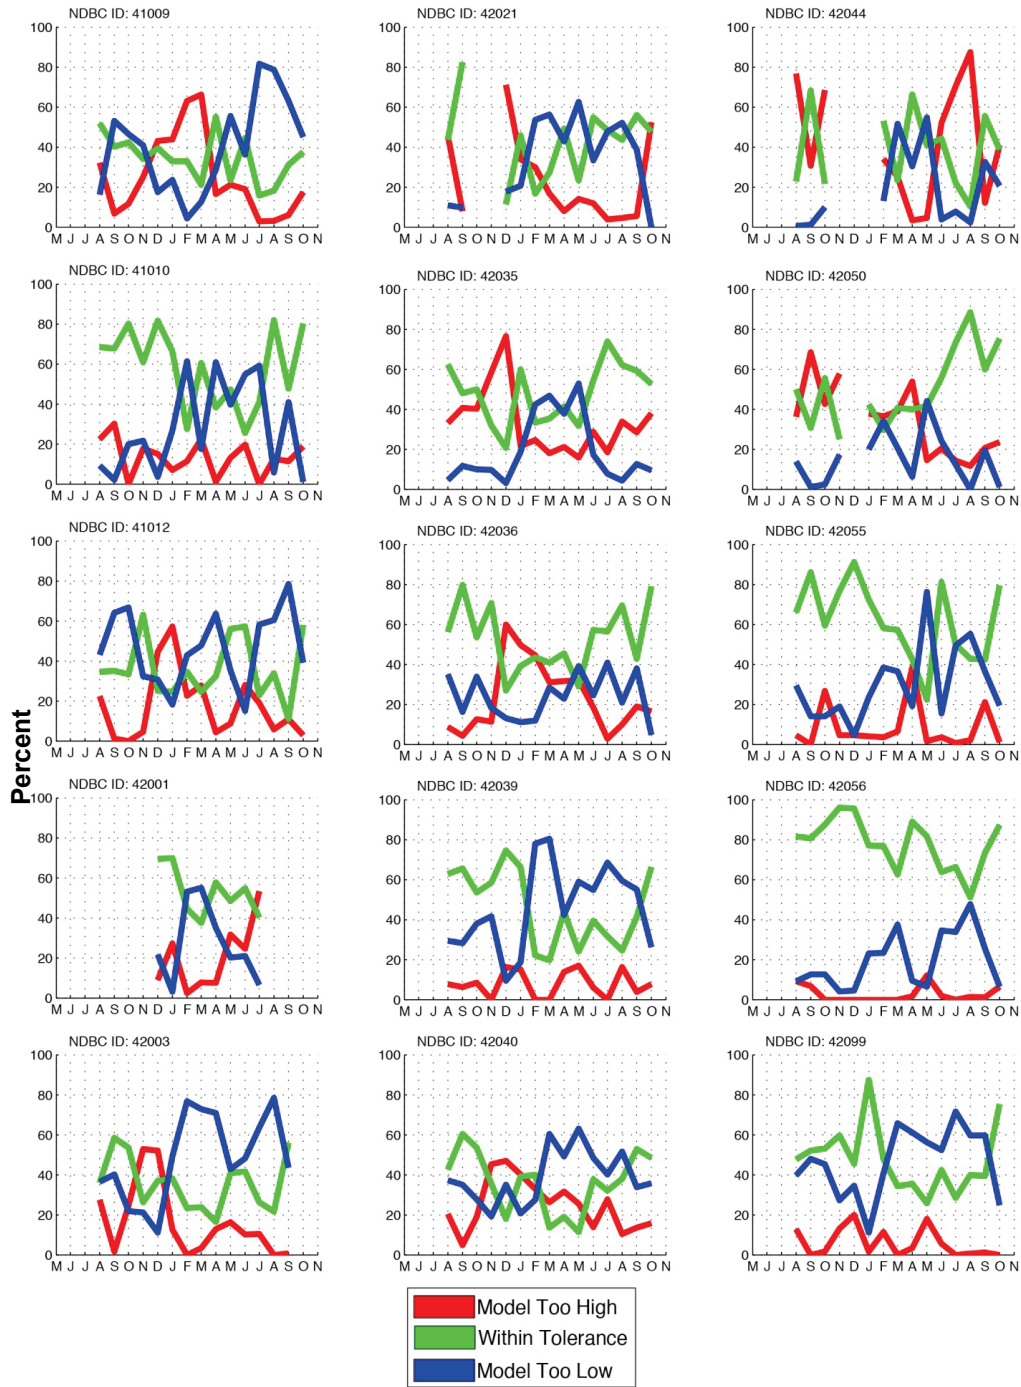 Percent
NDBC ID: 41009
100
80
60
40
20
0
M J J A S O N D J F M A M J J A S O N
NDBC ID: 42021
100
80
60
40
20
0
M J J A S O N D J F M A M J J A S O N
NDBC ID: 42044
100
80
60
40
20
0
M J J A S O N D J F M A M J J A S O N
NDBC ID: 41010
100
80
60
40
20
0
M J J A S O N D J F M A M J J A S O N
NDBC ID: 42035
100
80
60
40
20
0
M J J A S O N D J F M A M J J A S O N
NDBC ID: 42050
100
80
60
40
20
0
M J J A S O N D J F M A M J J A S O N
NDBC ID: 41012
100
80
60
40
20
0
M J J A S O N D J F M A M J J A S O N
NDBC ID: 42036
100
80
60
40
20
0
M J J A S O N D J F M A M J J A S O N
NDBC ID: 42055
100
80
60
40
20
0
M J J A S O N D J F M A M J J A S O N
NDBC ID: 42001
100
80
60
40
20
0
M J J A S O N D J F M A M J J A S O N
NDBC ID: 42039
100
80
60
40
20
0
M J J A S O N D J F M A M J J A S O N
NDBC ID: 42056
100
80
60
40
20
0
M J J A S O N D J F M A M J J A S O N
NDBC ID: 42003
100
80
60
40
20
0
M J J A S O N D J F M A M J J A S O N
NDBC ID: 42040
100
80
60
40
20
0
M J J A S O N D J F M A M J J A S O N
NDBC ID: 42099
100
80
60
40
20
0
M J J A S O N D J F M A M J J A S O N
Model Too High
Within Tolerance
Model Too Low